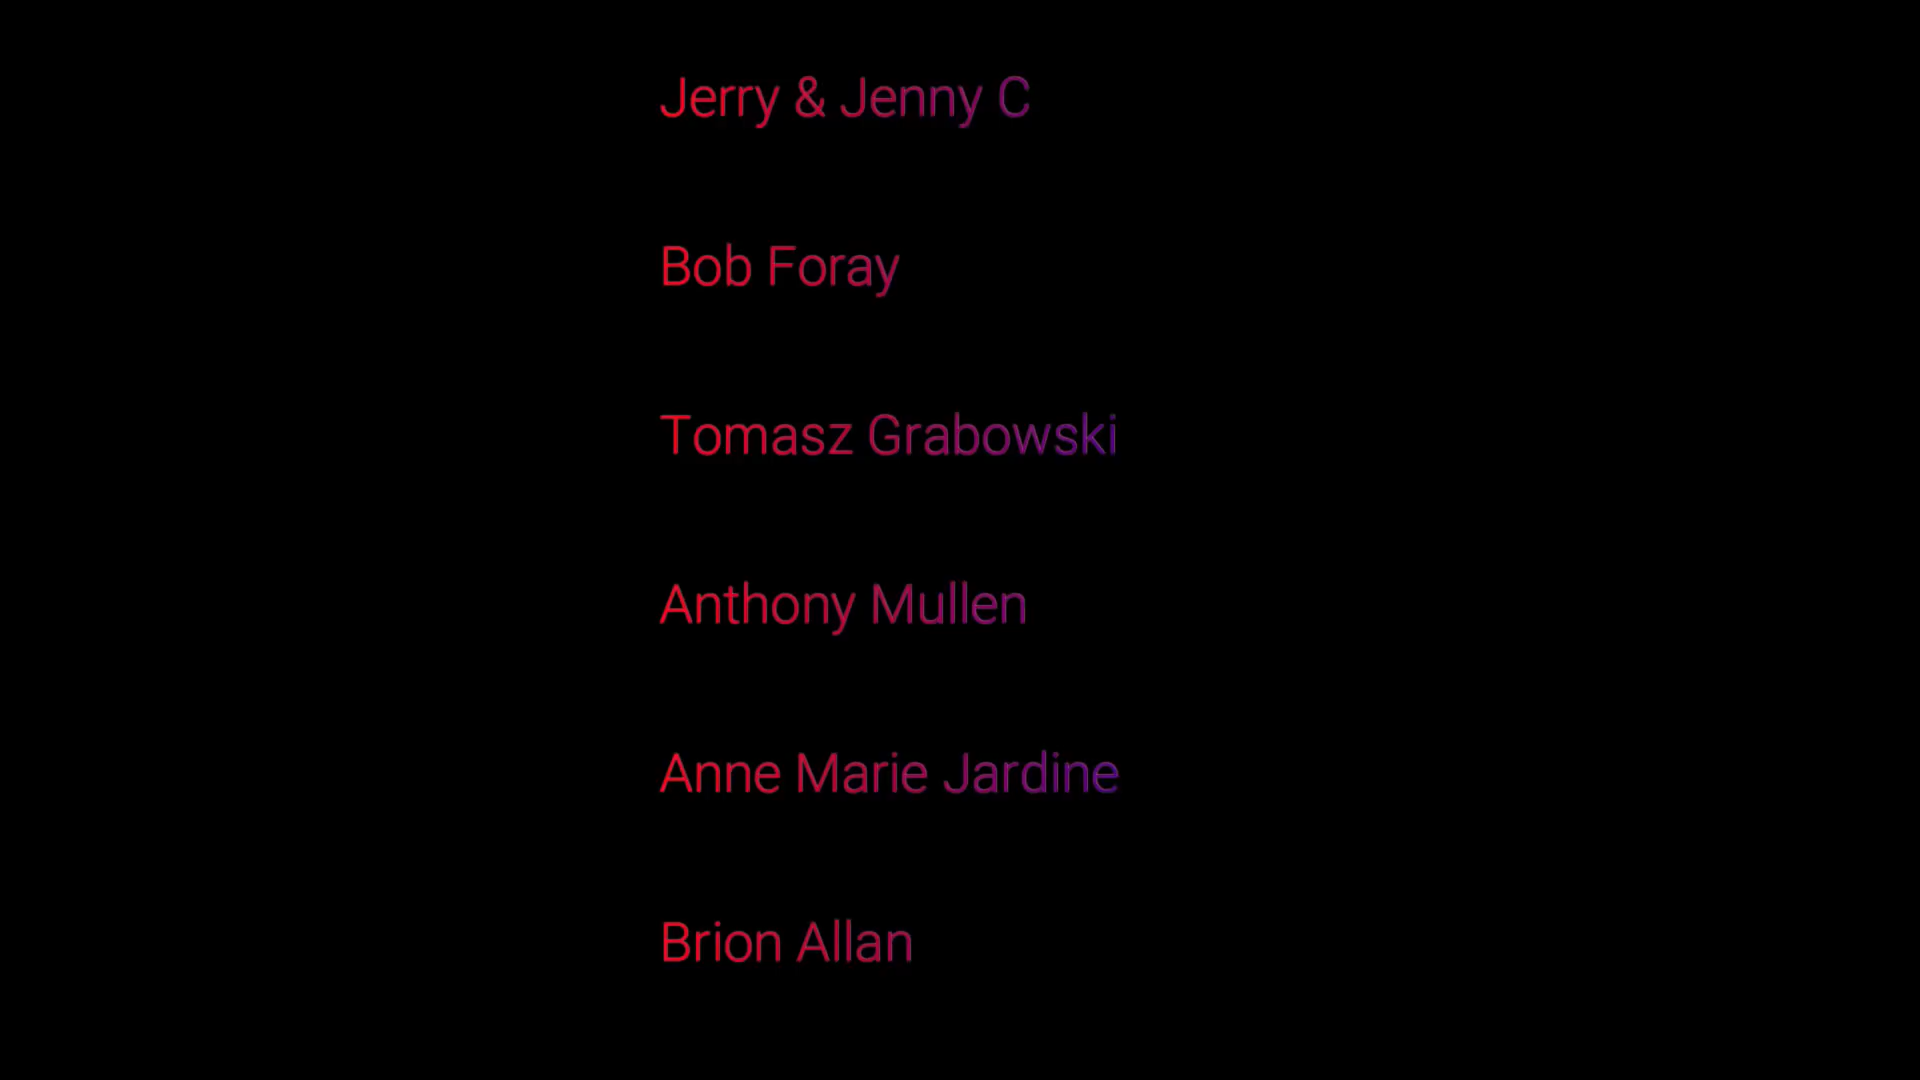 Jerry & Jenny C
Bob Foray
Tomasz Grabowski
Anthony Mullen
Anne Marie Jardine
Brion Allan